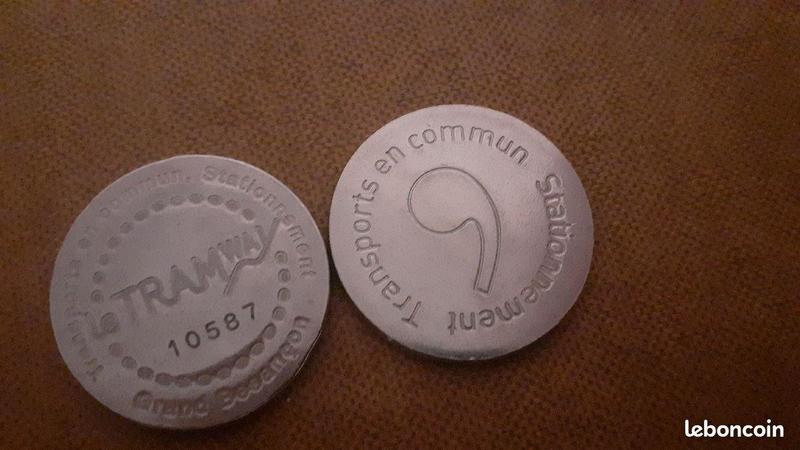 Transports en commun. Stationnement
Grand Besançon
Le TRAMWAY
10587
Transports en commun Stationnement
leboncoin